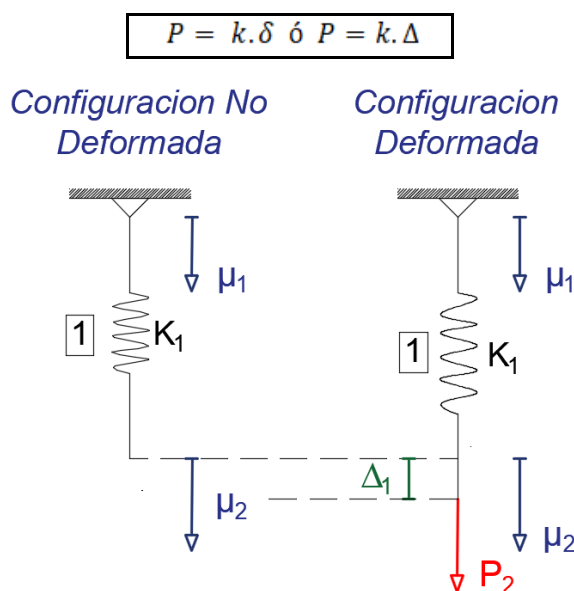 P = k.δ ó P = k.Δ
Configuracion No
Deformada
Configuracion
Deformada
μ1
μ1
1
K1
1
K1
Δ1
μ2
μ2
P2